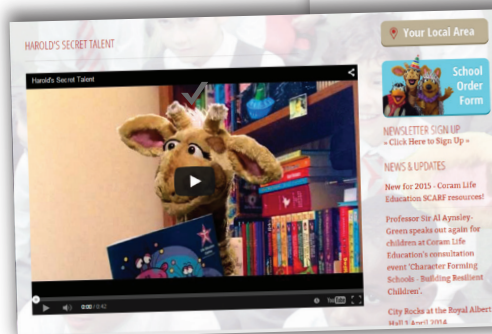 HAROLD'S SECRET TALENT
Harold's Secret Talent
0:00 / 0:42
YouTube
Your Local Area
School
Order
Form
NEWSLETTER SIGN UP
» Click Here to Sign Up «
NEWS & UPDATES
New for 2015 - Coram Life
Education SCARF resources!
Professor Sir Al Aynsley-
Green speaks out again for
children at Coram Life
Education's consultation
event 'Character Forming
Schools - Building Resilient
Children'.
City Rocks at the Royal Albert
Hall 1 April 2014